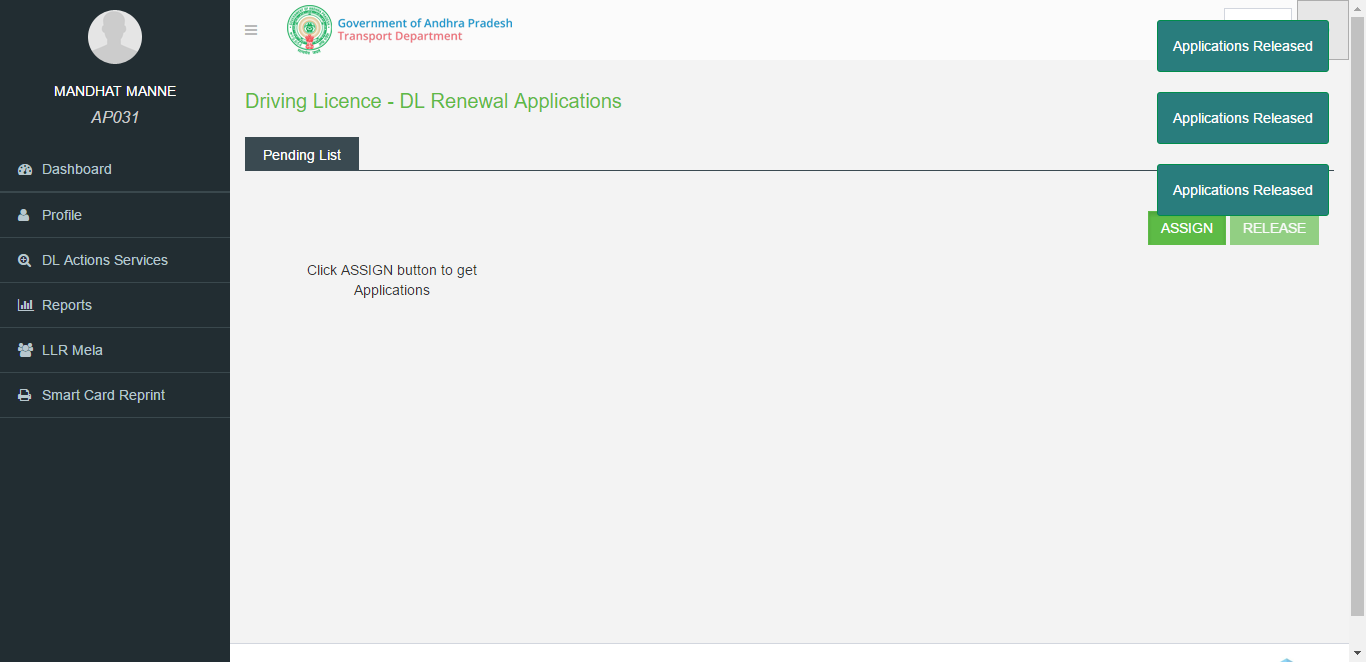 MANDHAT MANNE
AP031
Dashboard
Profile
DL Actions Services
Reports
LLR Mela
Smart Card Reprint
Government of Andhra Pradesh
Transport Department
Driving Licence - DL Renewal Applications
Pending List
Applications Released
Applications Released
Applications Released
ASSIGN RELEASE
Click ASSIGN button to get
Applications